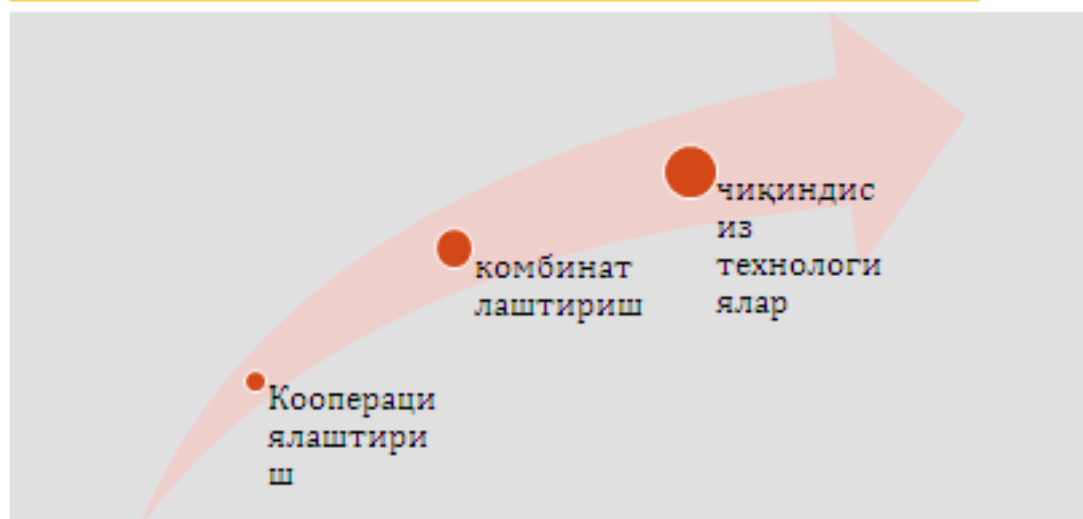 Коопераци
ялаштири
ш
комбинат
лаштириш
чиқиндис
из
технологи
ялар